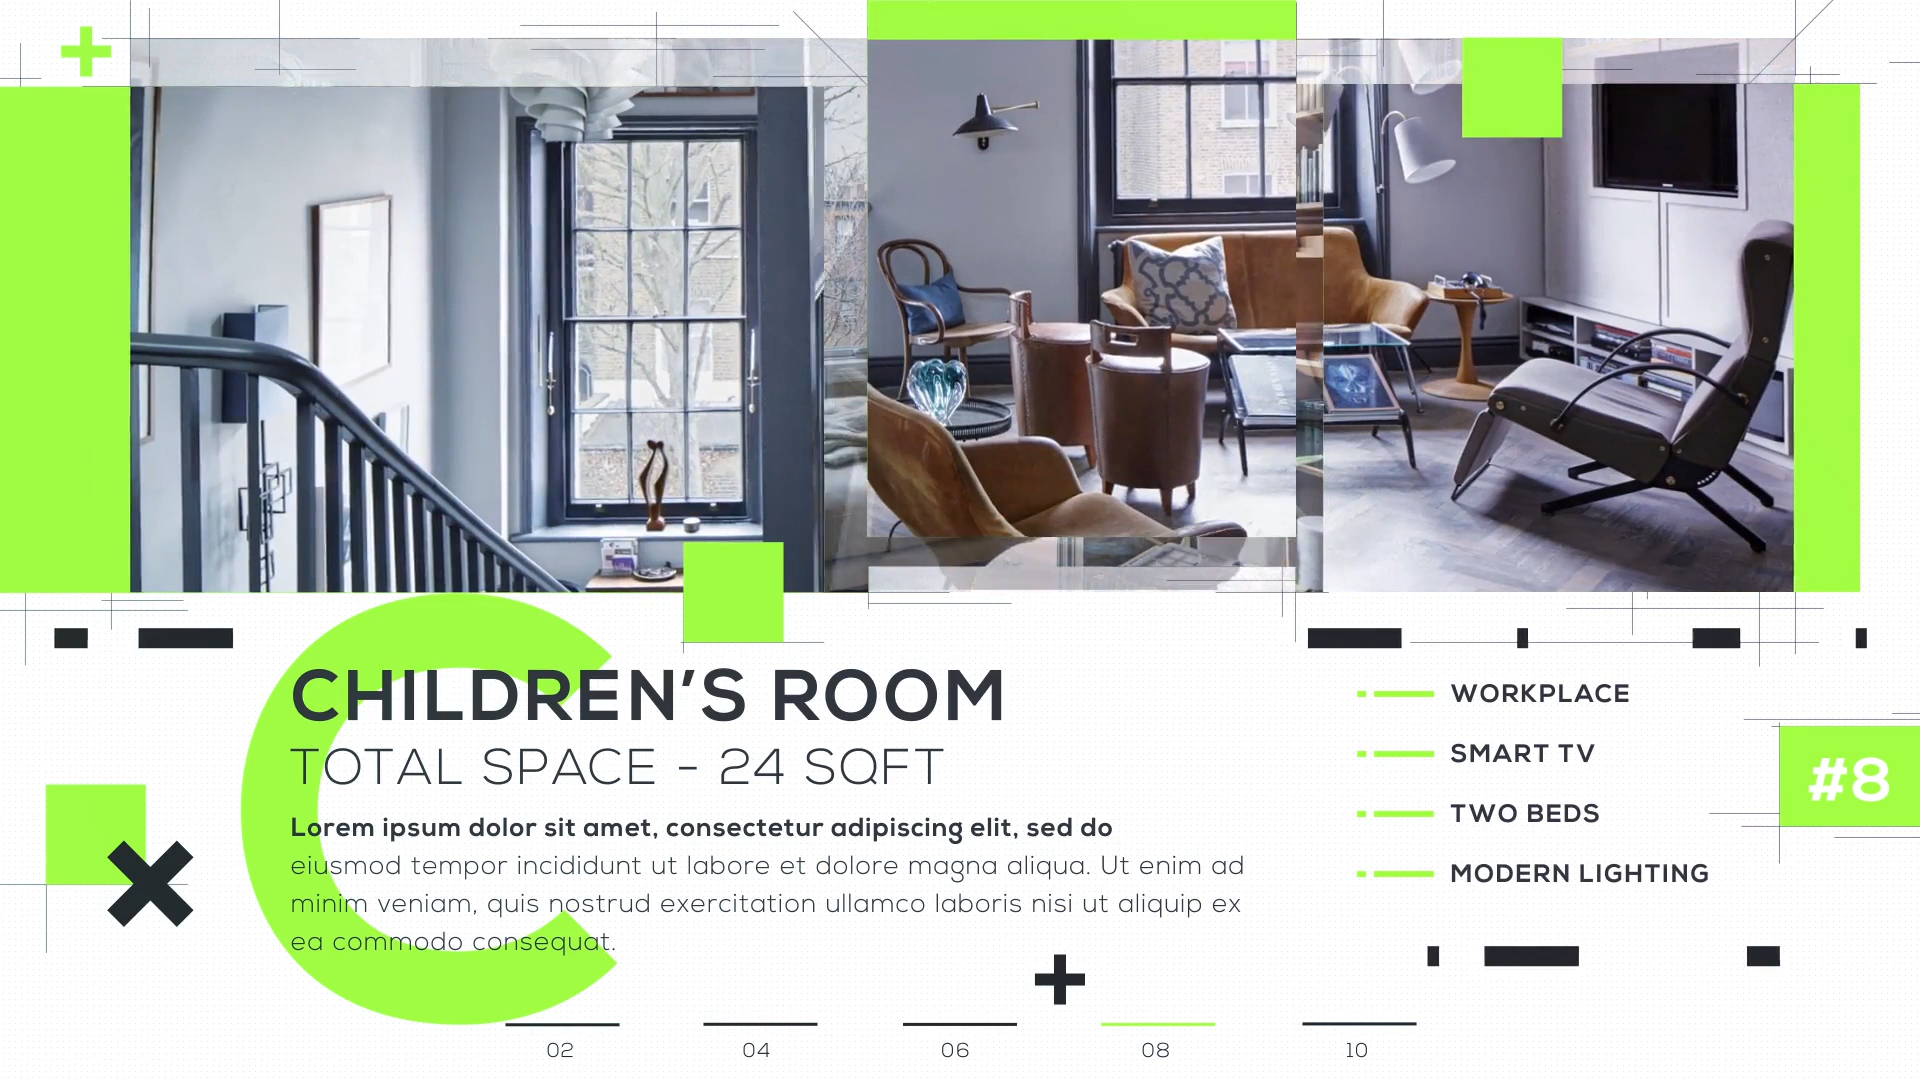 CHILDREN'S ROOM
TOTAL SPACE - 24 SQFT
Lorem ipsum dolor sit amet, consectetur adipiscing elit, sed do
eiusmod tempor incididunt ut labore et dolore magna aliqua. Ut enim ad
minim veniam, quis nostrud exercitation ullamco laboris nisi ut aliquip ex
ea commodo consequat.
WORKPLACE
SMART TV
TWO BEDS
MODERN LIGHTING
#8
02
04
06
08
10